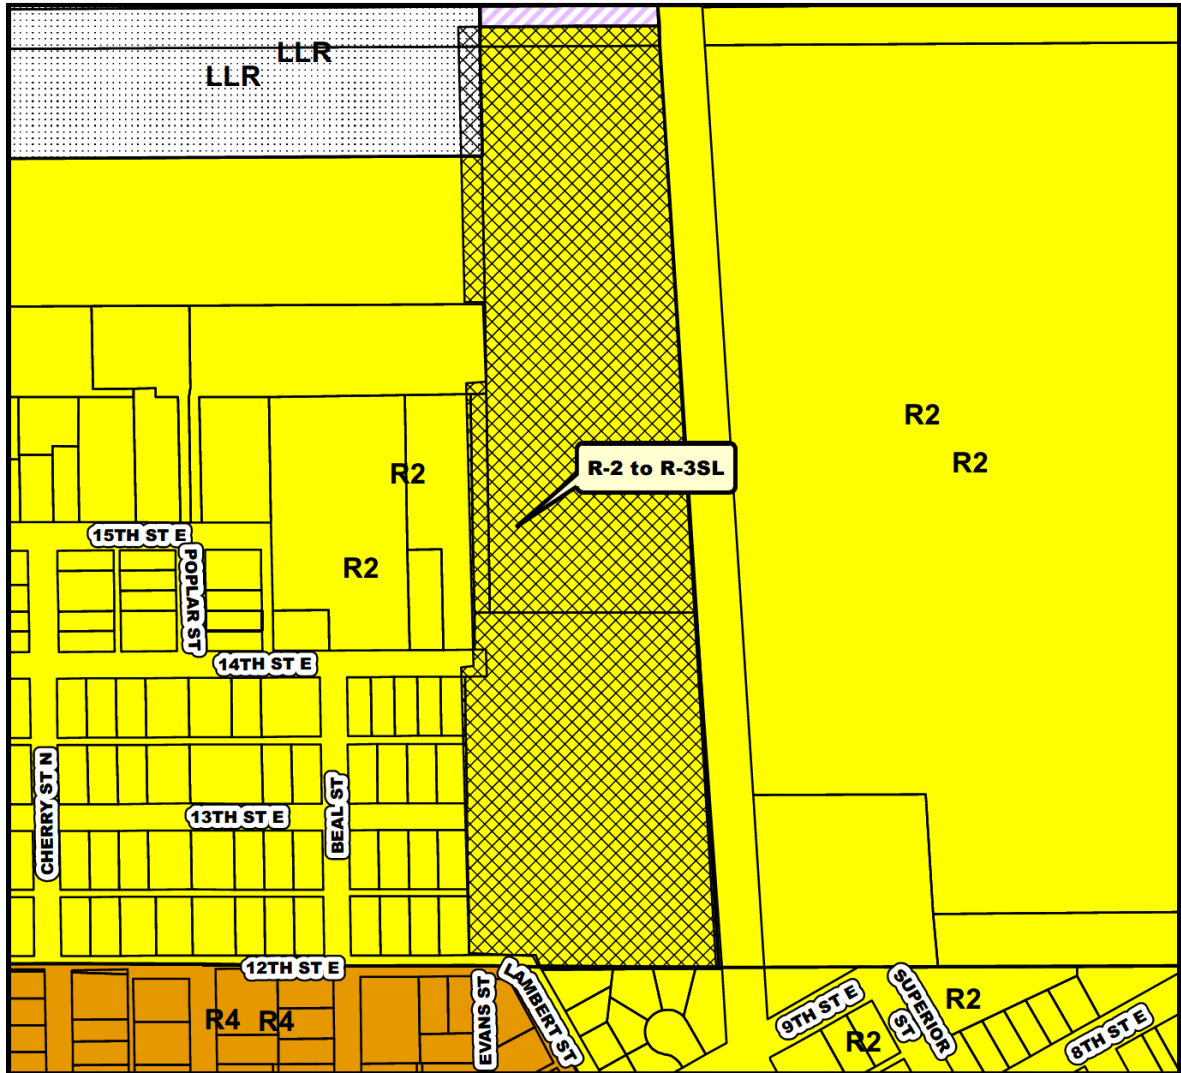 LLR
LLR
R2
R2
R-2 to R-3SL
R2
R2
15TH ST E
POPLAR ST
14TH ST E
CHERRY ST N
BEAL ST
13TH ST E
12TH ST E
R4
R4
EVANS ST
LAMBERT ST
9TH ST E
SUPERIOR
ST
R2
R2
8TH ST E